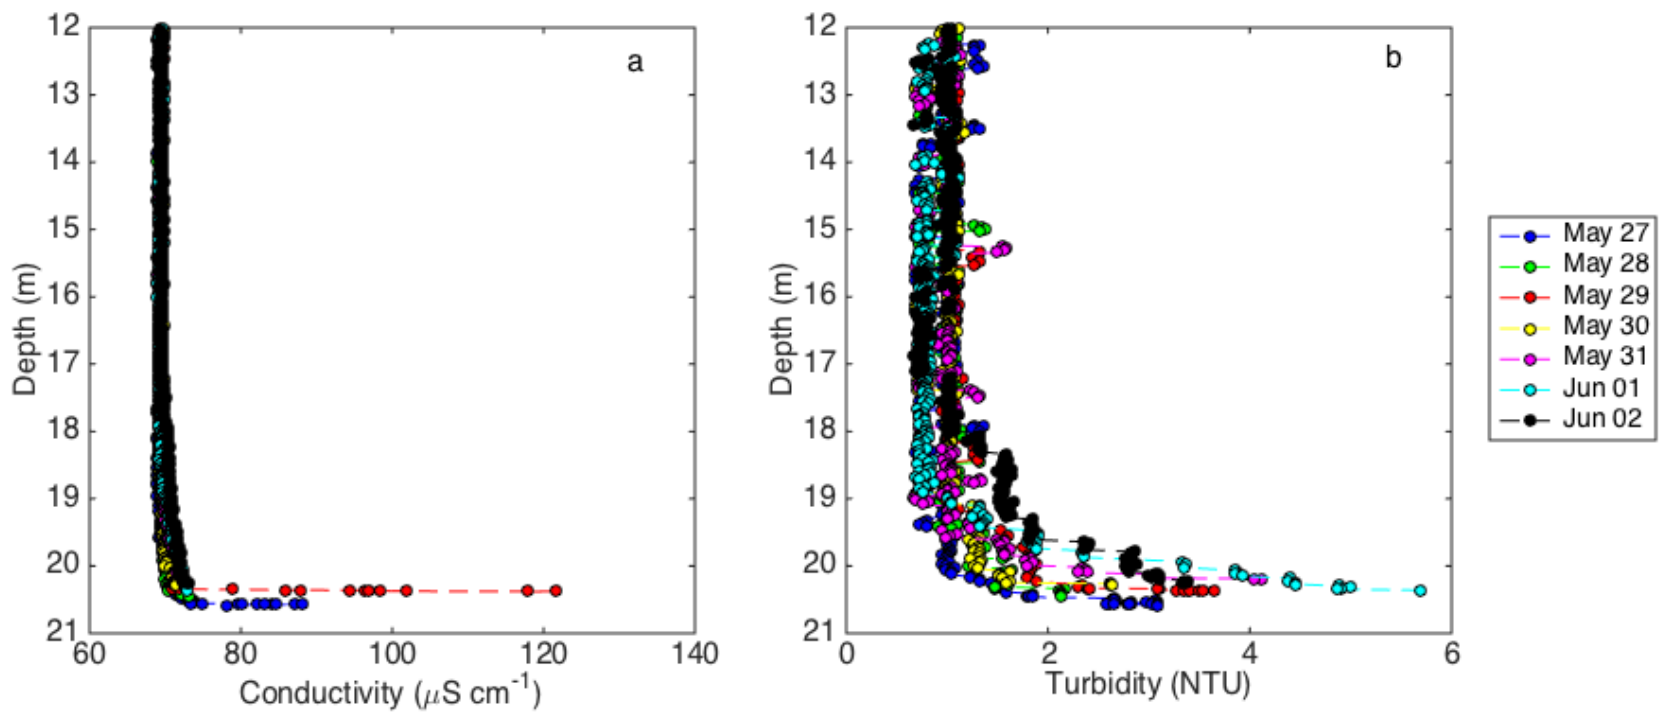 a
12
13
14
15
16
17
18
19
20
21
Depth (m)
60 80 100 120 140
Conductivity (μS cm⁻¹)
b
12
13
14
15
16
17
18
19
20
21
Depth (m)
0 2 4 6
Turbidity (NTU)
May 27
May 28
May 29
May 30
May 31
Jun 01
Jun 02